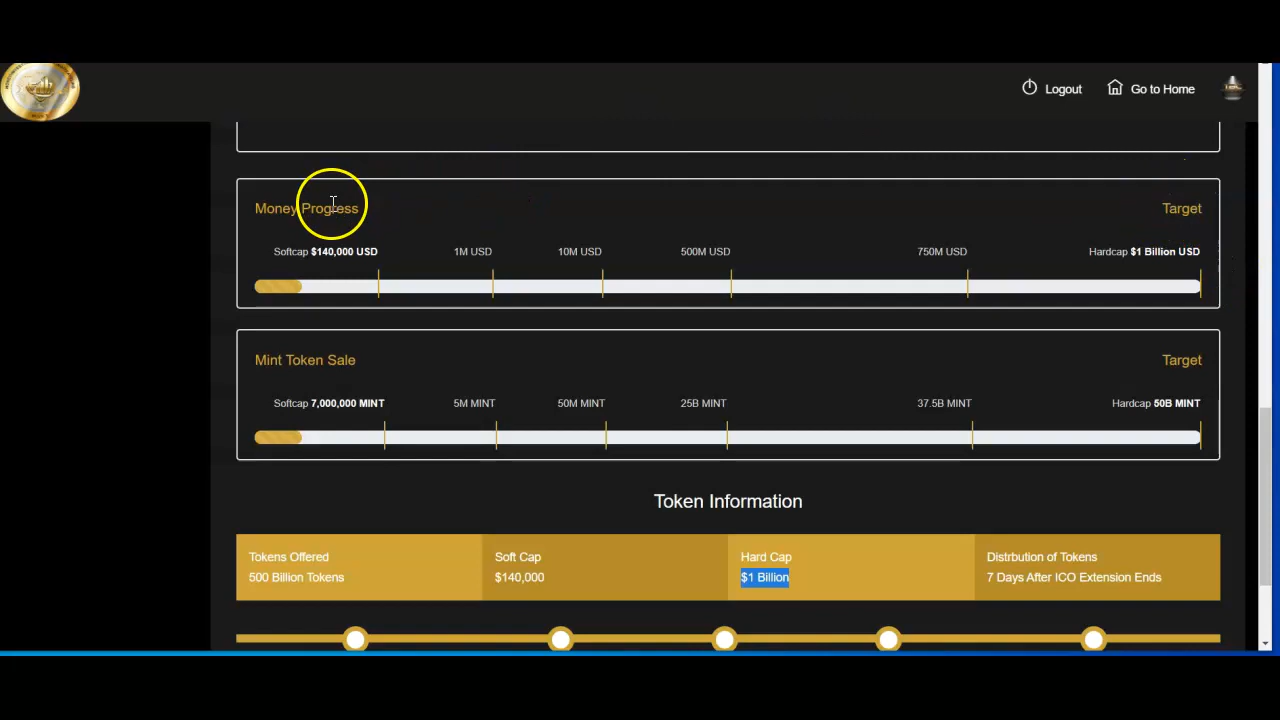 Logout
Go to Home
Money Progress
Target
Softcap $140,000 USD
1M USD
10M USD
500M USD
750M USD
Hardcap $1 Billion USD
Mint Token Sale
Target
Softcap 7,000,000 MINT
5M MINT
50M MINT
25B MINT
37.5B MINT
Hardcap 50B MINT
Token Information
Tokens Offered
500 Billion Tokens
Soft Cap
$140,000
Hard Cap
$1 Billion
Distrbution of Tokens
7 Days After ICO Extension Ends